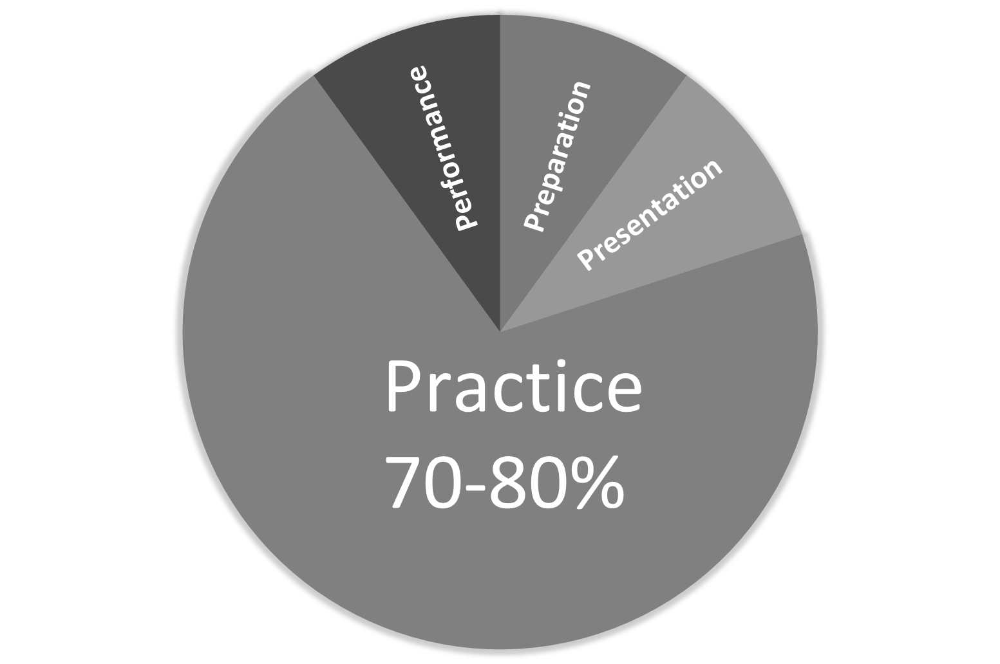 Performance
Preparation
Presentation
Practice
70-80%